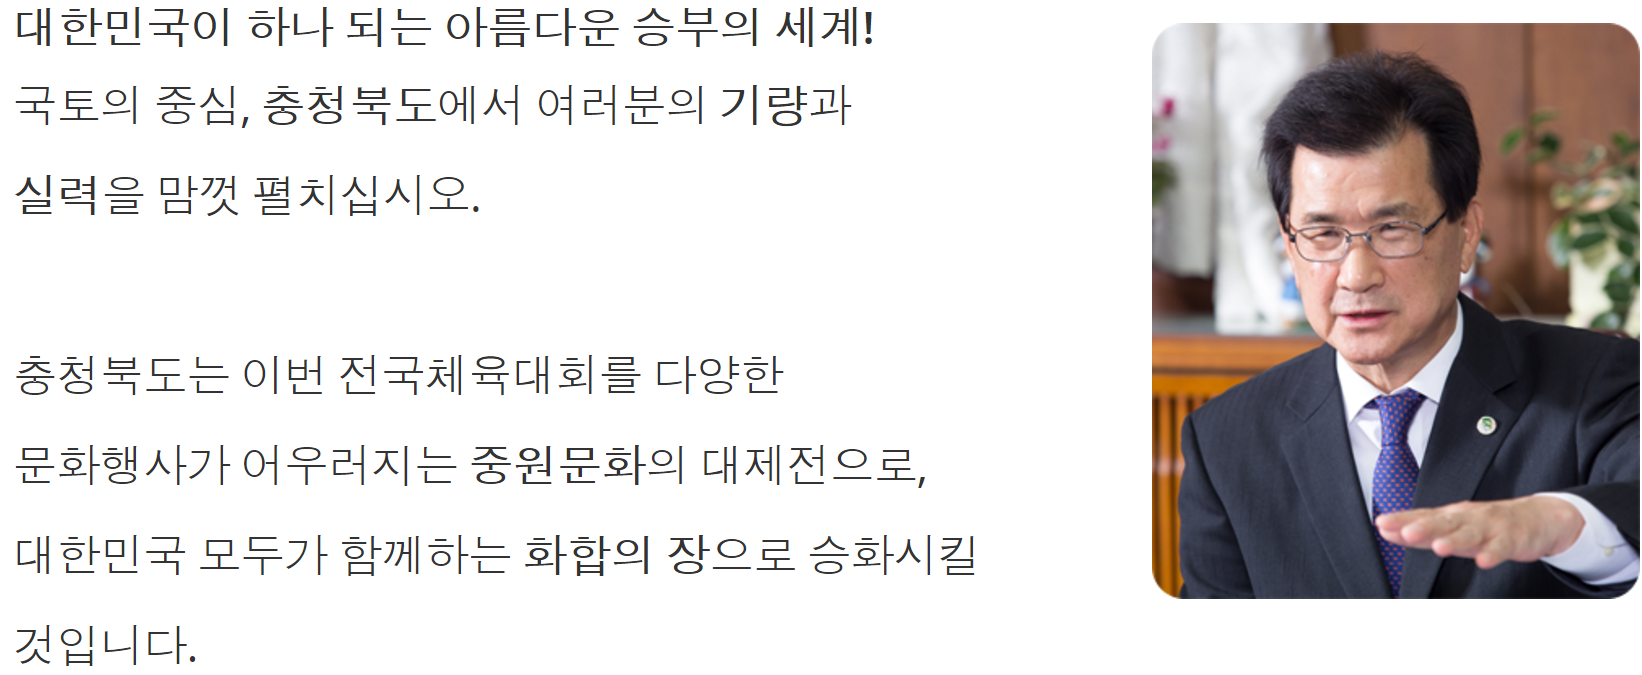 대한민국이 하나 되는 아름다운 승부의 세계!
국토의 중심, 충청북도에서 여러분의 기량과
실력을 맘껏 펼치십시오.
충청북도는 이번 전국체육대회를 다양한
문화행사가 어우러지는 중원문화의 대제전으로,
대한민국 모두가 함께하는 화합의 장으로 승화시킬
것입니다.